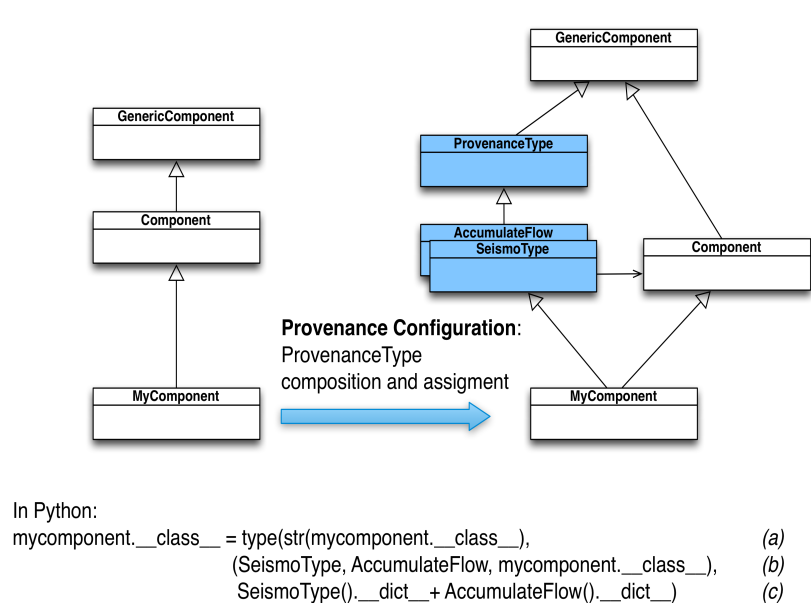 GenericComponent
Component
MyComponent
GenericComponent
ProvenanceType
AccumulateFlow
SeismoType
Component
MyComponent
Provenance Configuration:
ProvenanceType
composition and assigment
In Python:
mycomponent.__class__ = type(str(mycomponent.__class__), (a)
(SeismoType, AccumulateFlow, mycomponent.__class__), (b)
SeismoType().__dict__+ AccumulateFlow().__dict__) (c)